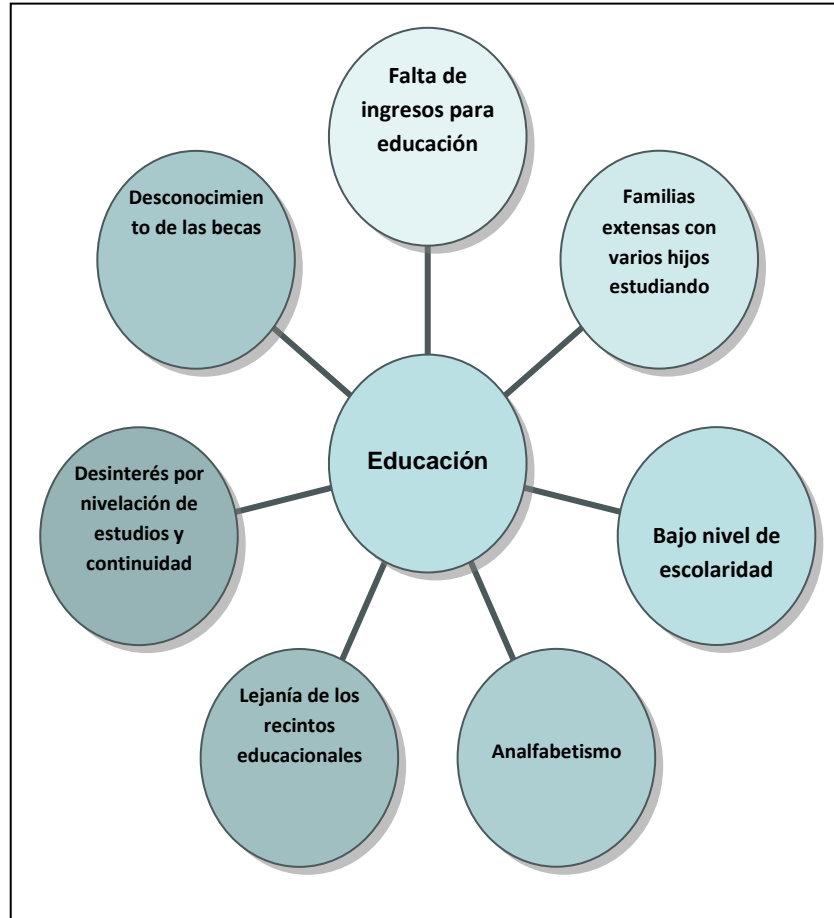 Falta de
ingresos para
educación
Familias
extensas con
varios hijos
estudiando
Bajo nivel de
escolaridad
Analfabetismo
Lejanía de los
recintos
educacionales
Desinterés por
nivelación de
estudios y
continuidad
Desconocimien
to de las becas
Educación